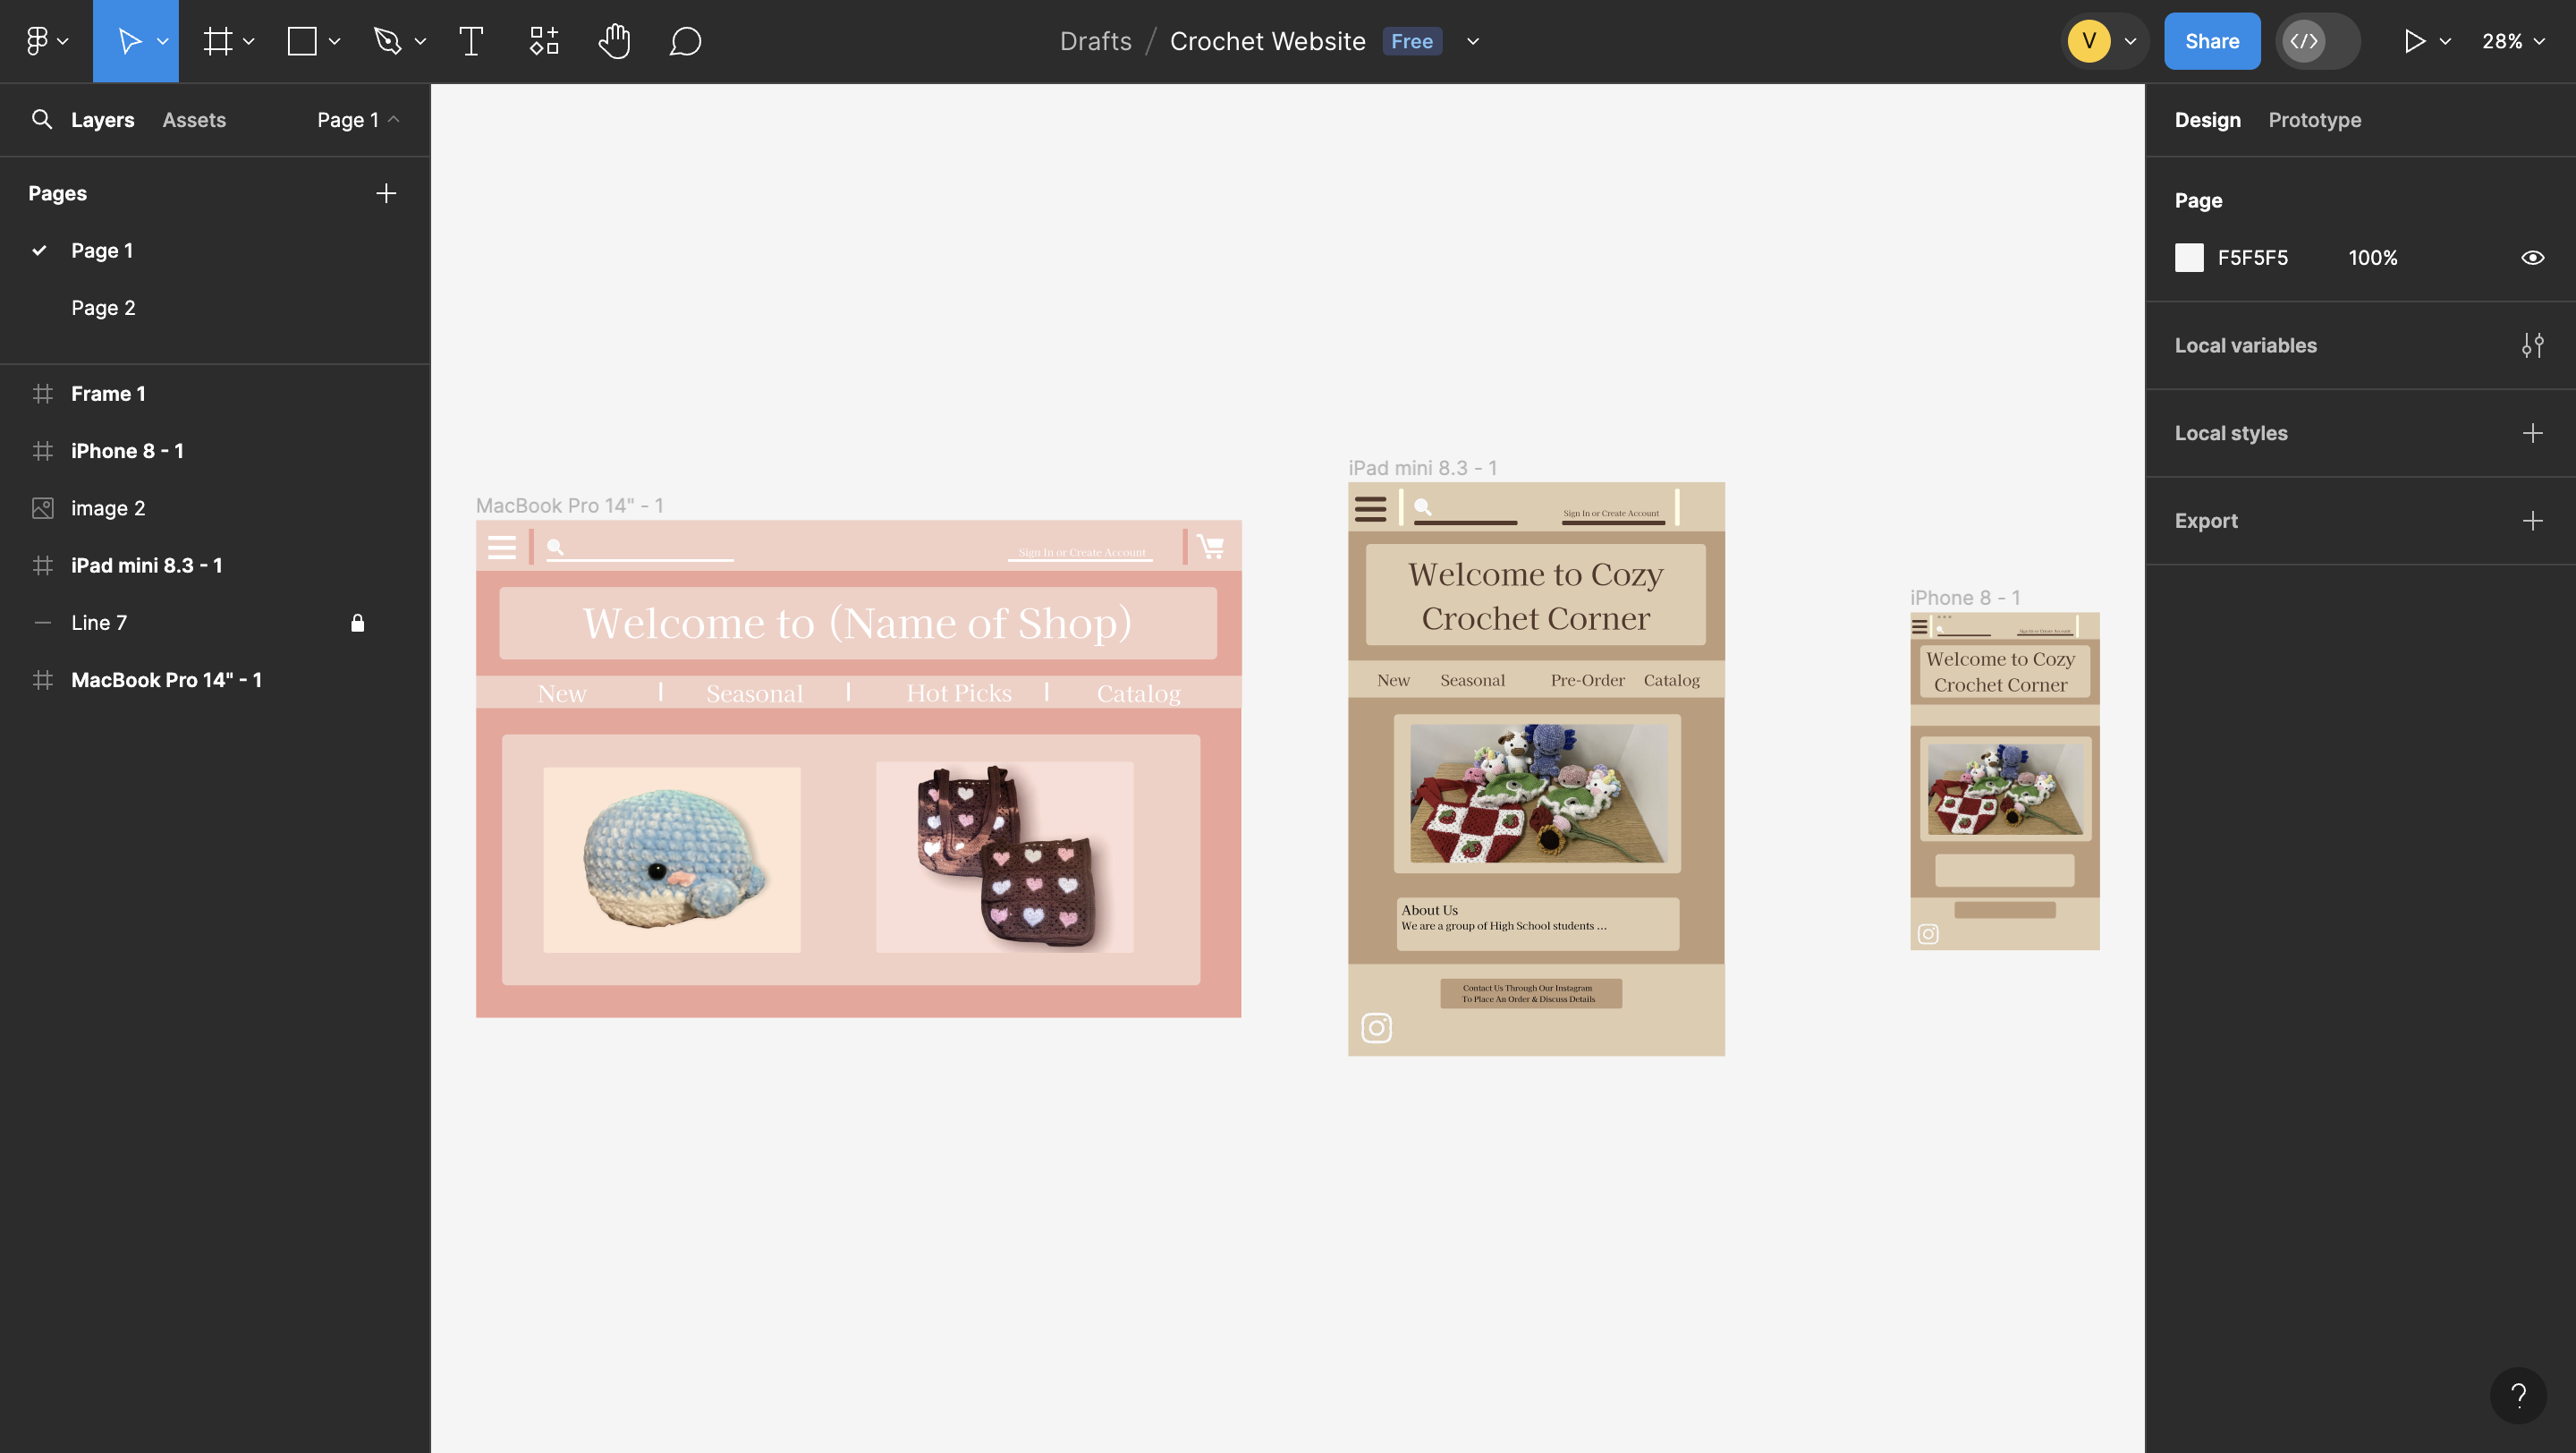 Drafts / Crochet Website Free
V
Share
28%
Layers Assets Page 1
Pages
Page 1
Page 2
Frame 1
iPhone 8 - 1
image 2
iPad mini 8.3 - 1
Line 7
MacBook Pro 14" - 1
MacBook Pro 14" - 1
Sign In or Create Account
Welcome to (Name of Shop)
New Seasonal Hot Picks Catalog
iPad mini 8.3 - 1
Sign In or Create Account
Welcome to Cozy
Crochet Corner
New Seasonal Pre-Order Catalog
About Us
We are a group of High School students ...
Contact Us Through Our Instagram
To Place An Order & Discuss Details
iPhone 8 - 1
Sign In or Create Account
Welcome to Cozy
Crochet Corner
Design Prototype
Page
F5F5F5 100%
Local variables
Local styles
Export
?